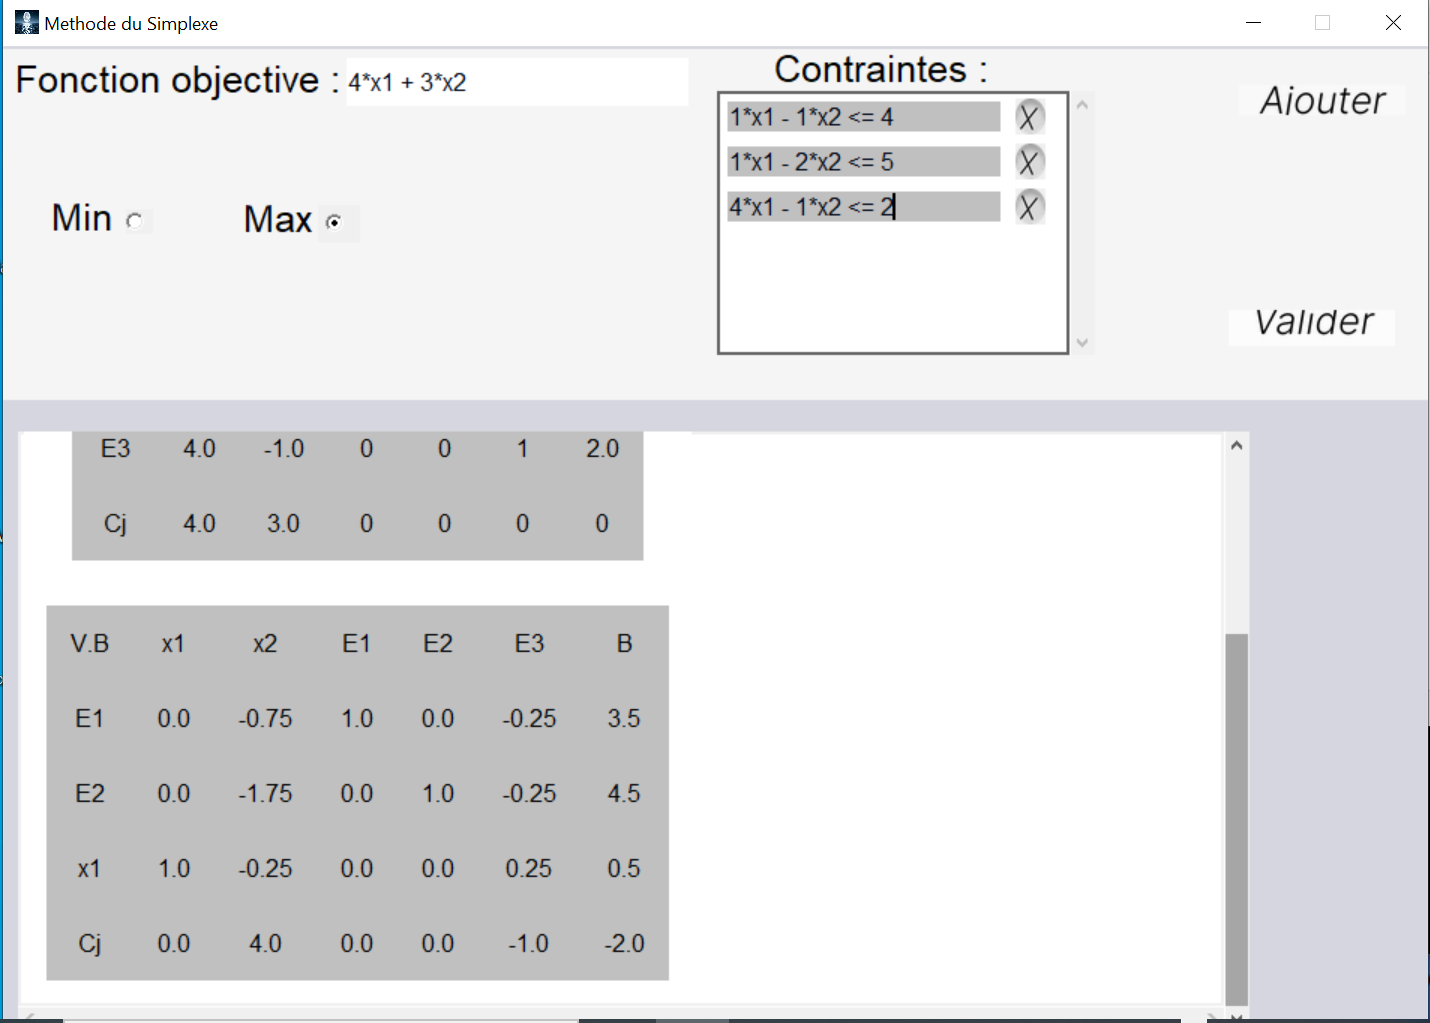 Methode du Simplexe
Fonction objective : 4*x1 + 3*x2
Contraintes :
1*x1 - 1*x2 <= 4 X
1*x1 - 2*x2 <= 5 X
4*x1 - 1*x2 <= 2 X
Ajouter
Min Max
Valider
E3 4.0 -1.0 0 0 1 2.0
Cj 4.0 3.0 0 0 0 0
V.B x1 x2 E1 E2 E3 B
E1 0.0 -0.75 1.0 0.0 -0.25 3.5
E2 0.0 -1.75 0.0 1.0 -0.25 4.5
x1 1.0 -0.25 0.0 0.0 0.25 0.5
Cj 0.0 4.0 0.0 0.0 -1.0 -2.0